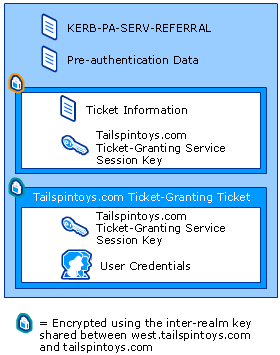 KERB-PA-SERV-REFERRAL
Pre-authentication Data
Ticket Information
Tailspintoys.com
Ticket-Granting Service
Session Key
Tailspintoys.com Ticket-Granting Ticket
Tailspintoys.com
Ticket-Granting Service
Session Key
User Credentials
= Encrypted using the inter-realm key
shared between west.tailspintoys.com
and tailspintoys.com